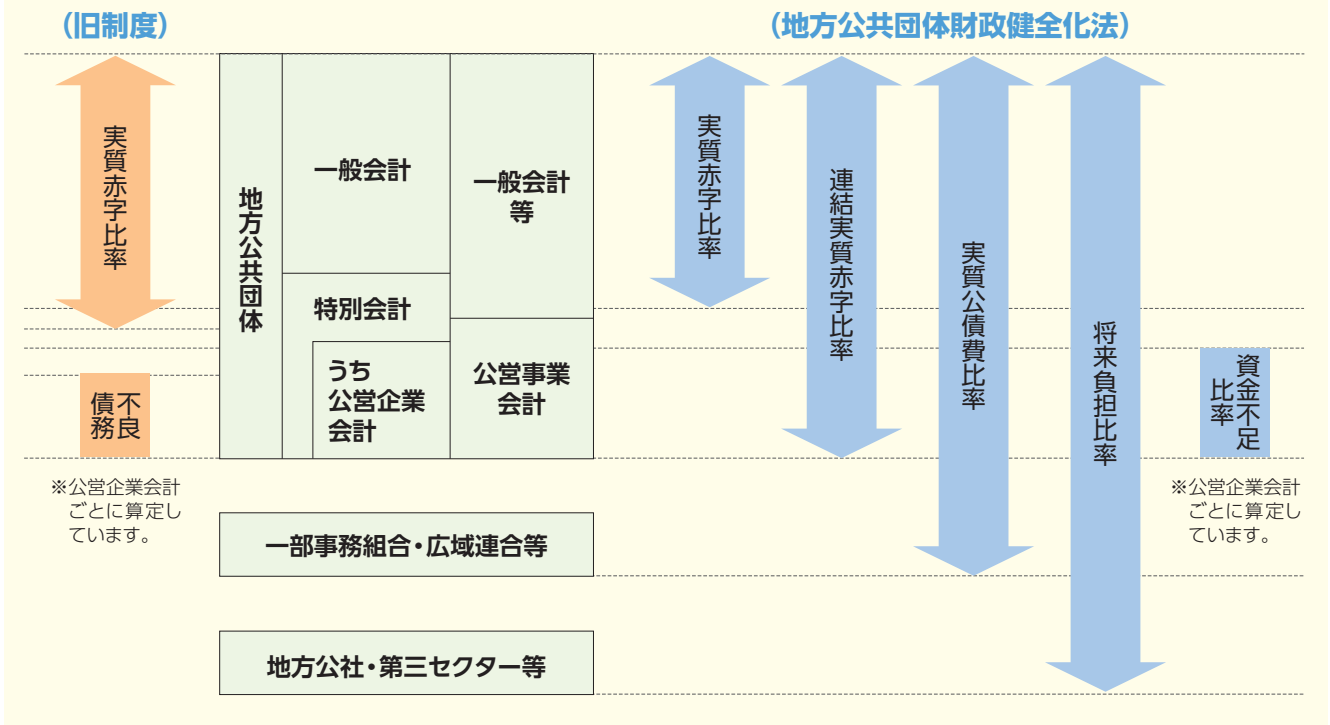 (旧制度)
(地方公共団体財政健全化法)
実質赤字比率
不良
債務
※公営企業会計
ごとに算定し
ています。
地方公共団体
一般会計
特別会計
うち
公営企業
会計
一般会計
等
公営事業
会計
一部事務組合・広域連合等
地方公社・第三セクター等
実質赤字比率
連結実質赤字比率
実質公債費比率
将来負担比率
資金不足
比率
※公営企業会計
ごとに算定し
ています。